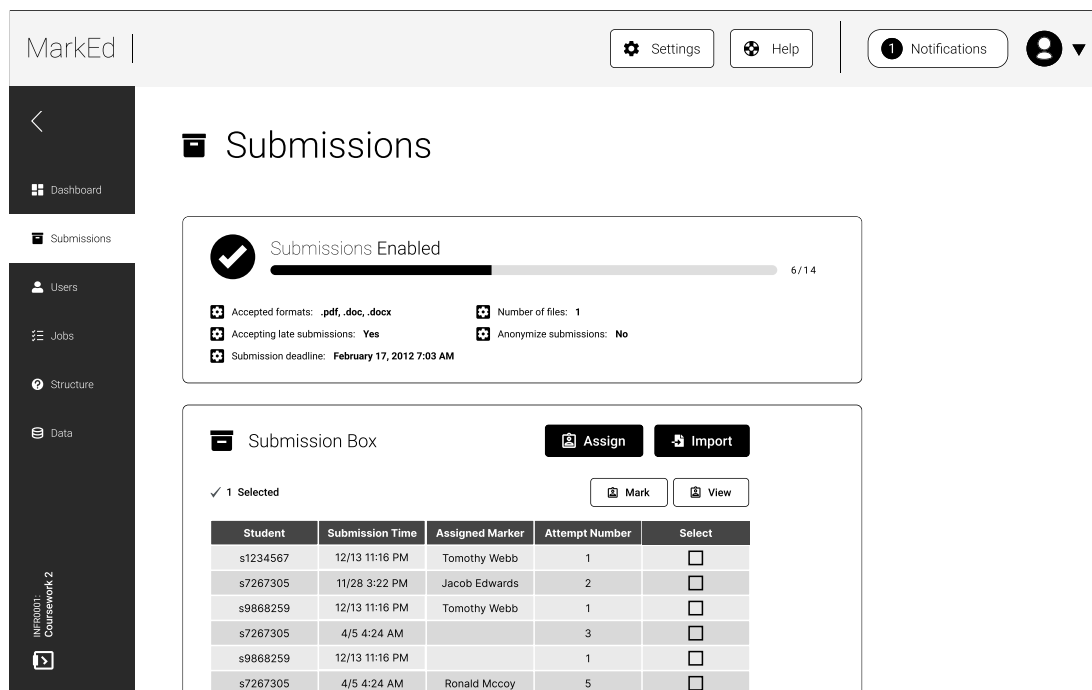 MarkEd
Settings
Help
1 Notifications
Submissions
Dashboard
Submissions
Users
Jobs
Structure
Data
INFR0001:
Coursework 2
Submissions Enabled
6/14
Accepted formats: .pdf, .doc, .docx
Number of files: 1
Accepting late submissions: Yes
Anonymize submissions: No
Submission deadline: February 17, 2012 7:03 AM
Submission Box
Assign
Import
1 Selected
Mark
View
Student Submission Time Assigned Marker Attempt Number Select
s1234567 12/13 11:16 PM Tomothy Webb 1
s7267305 11/28 3:22 PM Jacob Edwards 2
s9868259 12/13 11:16 PM Tomothy Webb 1
s7267305 4/5 4:24 AM 3
s9868259 12/13 11:16 PM 1
s7267305 4/5 4:24 AM Ronald Mccoy 5